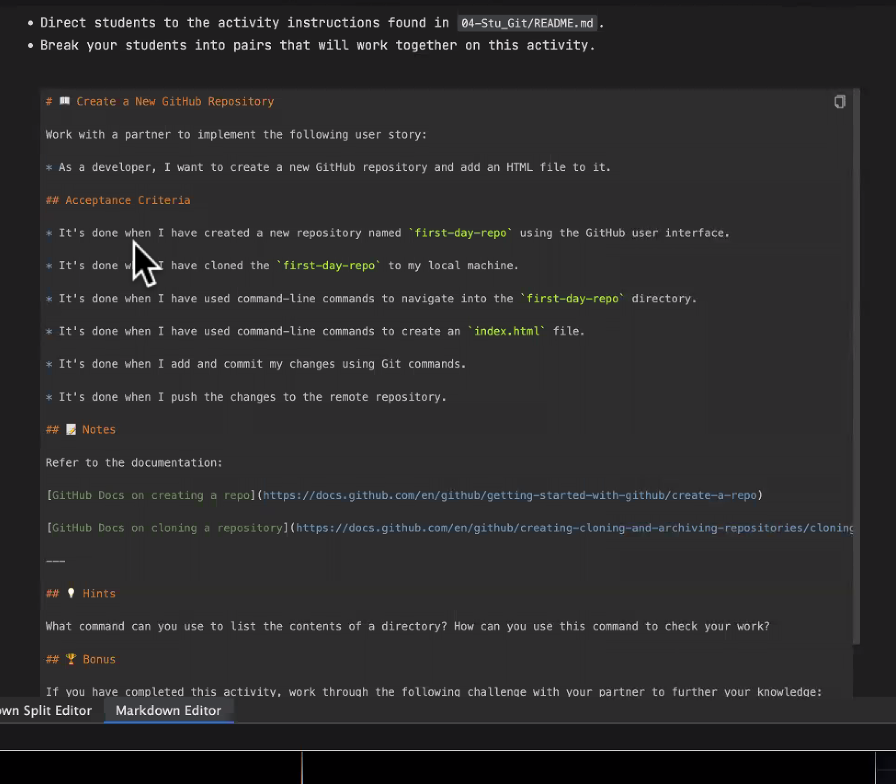 • Direct students to the activity instructions found in 04-Stu_Git/README.md.
• Break your students into pairs that will work together on this activity.
# 📖 Create a New GitHub Repository
Work with a partner to implement the following user story:
* As a developer, I want to create a new GitHub repository and add an HTML file to it.
## Acceptance Criteria
* It's done when I have created a new repository named `first-day-repo` using the GitHub user interface.
* It's done when I have cloned the `first-day-repo` to my local machine.
* It's done when I have used command-line commands to navigate into the `first-day-repo` directory.
* It's done when I have used command-line commands to create an `index.html` file.
* It's done when I add and commit my changes using Git commands.
* It's done when I push the changes to the remote repository.
## 📝 Notes
Refer to the documentation:
[GitHub Docs on creating a repo](https://docs.github.com/en/github/getting-started-with-github/create-a-repo)
[GitHub Docs on cloning a repository](https://docs.github.com/en/github/creating-cloning-and-archiving-repositories/cloning
---
## 💡 Hints
What command can you use to list the contents of a directory? How can you use this command to check your work?
## 🏆 Bonus
If you have completed this activity, work through the following challenge with your partner to further your knowledge:
own Split Editor Markdown Editor